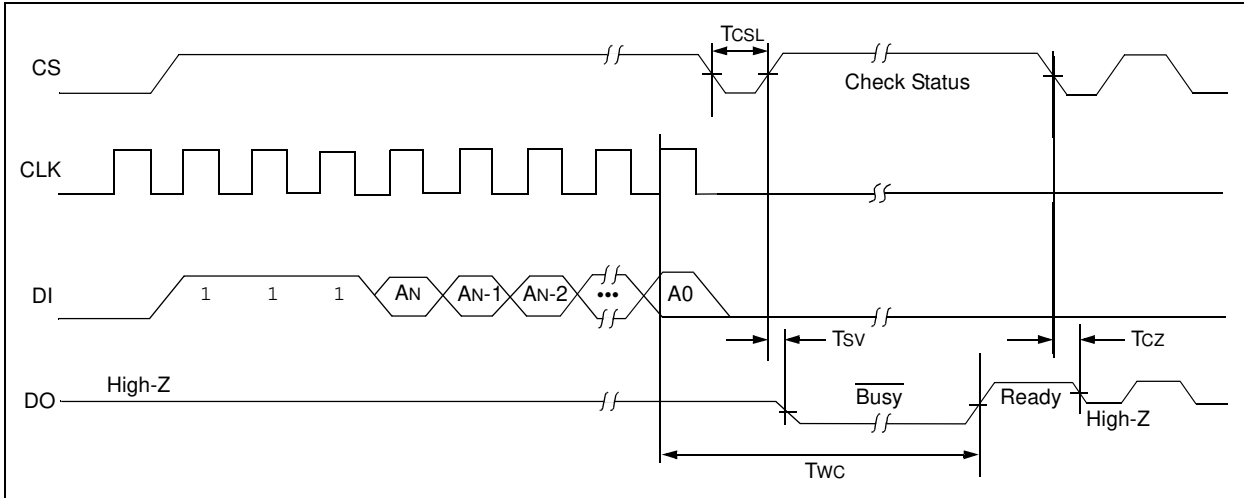 TCSL
CS
Check Status
CLK
DI
1 1 1 AN AN-1 AN-2 ••• A0
TSV
TCZ
High-Z
DO
Busy
Ready
High-Z
TWC